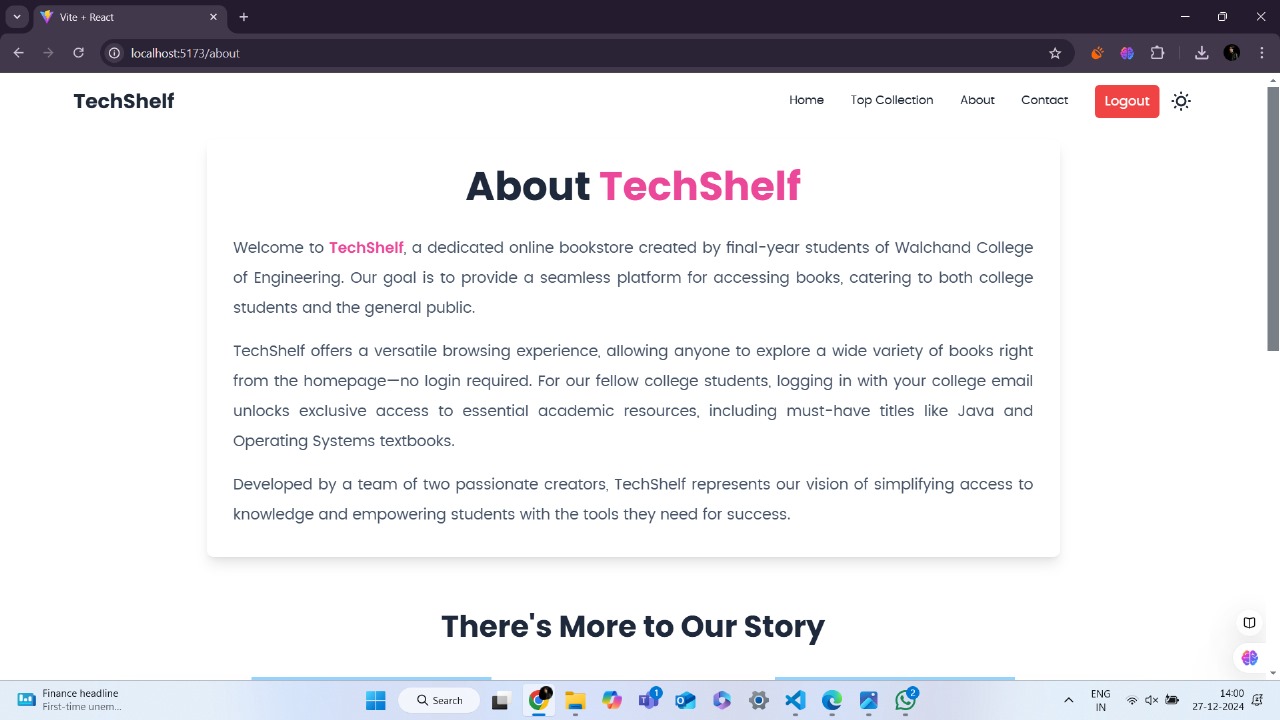 Vite + React
localhost:5173/about
TechShelf
Home
Top Collection
About
Contact
Logout
About TechShelf
Welcome to TechShelf, a dedicated online bookstore created by final-year students of Walchand College
of Engineering. Our goal is to provide a seamless platform for accessing books, catering to both college
students and the general public.
TechShelf offers a versatile browsing experience, allowing anyone to explore a wide variety of books right
from the homepage—no login required. For our fellow college students, logging in with your college email
unlocks exclusive access to essential academic resources, including must-have titles like Java and
Operating Systems textbooks.
Developed by a team of two passionate creators, TechShelf represents our vision of simplifying access to
knowledge and empowering students with the tools they need for success.
There's More to Our Story
Finance headline
First-time unem...
Search
1
2
ENG
IN
14:00
27-12-2024